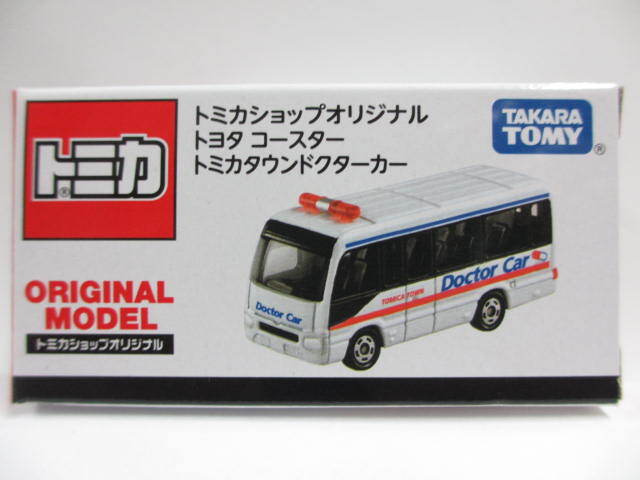 トミカ
®
ORIGINAL
MODEL
トミカショップオリジナル
トミカショップオリジナル
トヨタ コースター
トミカタウンドクターカー
TAKARA
TOMY
®
Doctor Car
TOMICA TOWN
Doctor Car